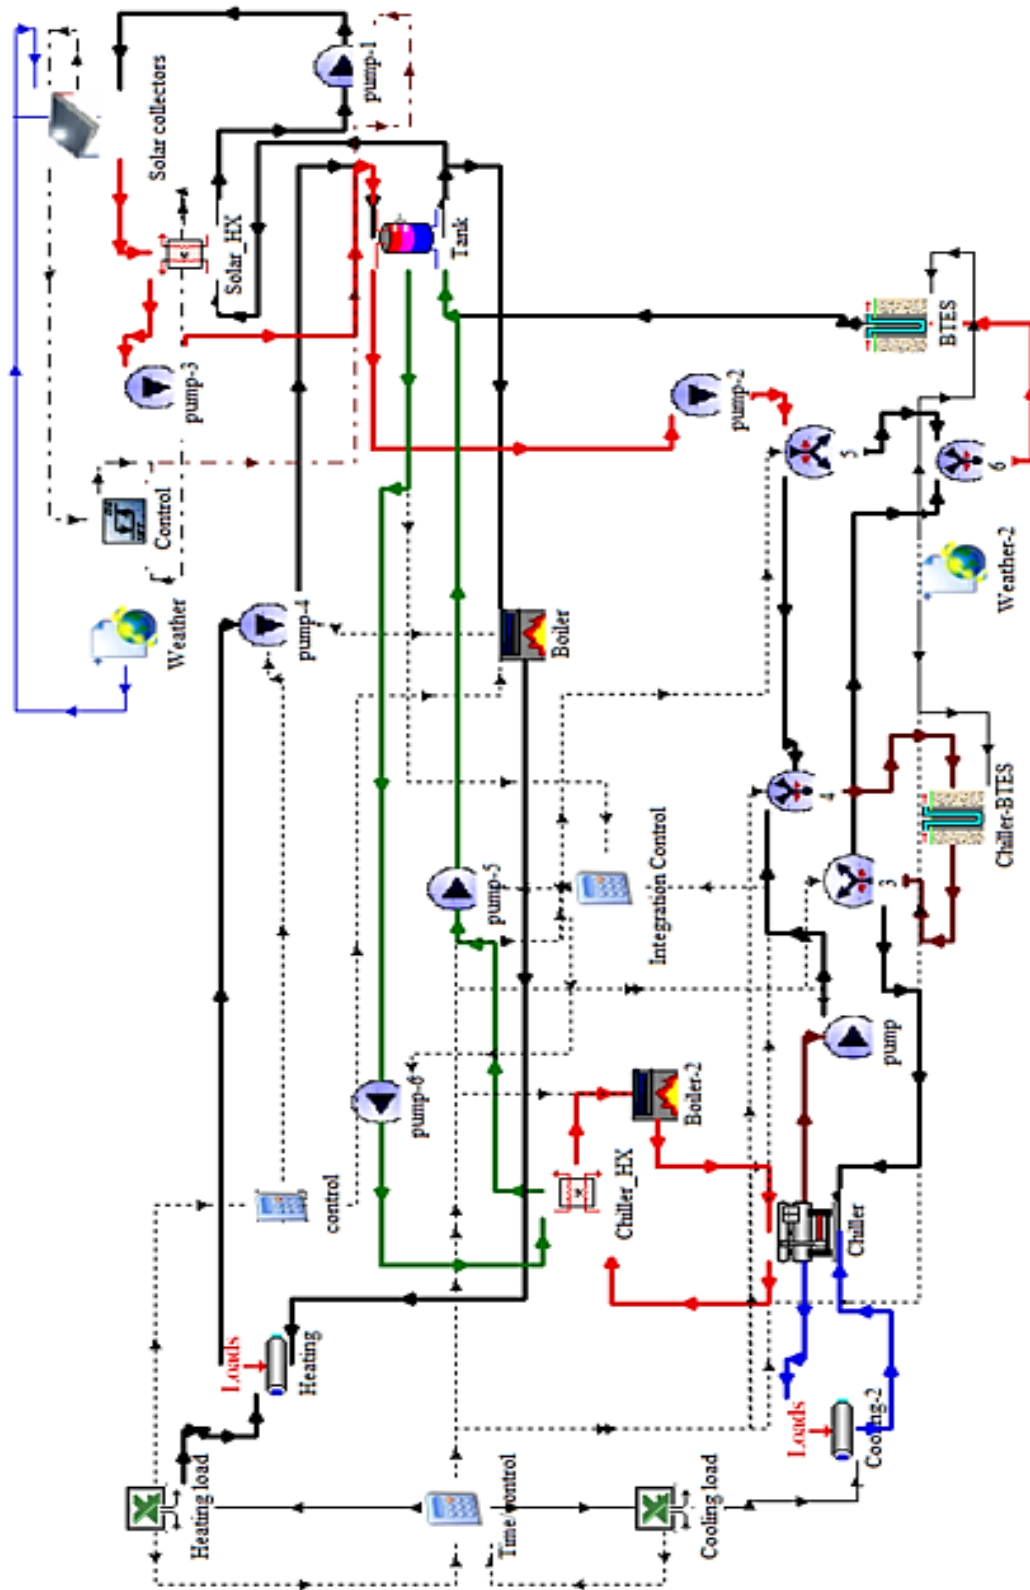 Solar collectors
pump-1
Solar_HX
Tank
pump-3
Control
Weather
pump-4
Boiler
pump-2
5
BTES
6
Weather-2
4
Chiller-BTES
3
pump-5
Integration Control
pump-6
pump
Boiler-2
Chiller_HX
control
Chiller
Loads
Heating
Loads
Cooling-2
Heating load
Time/control
Cooling load